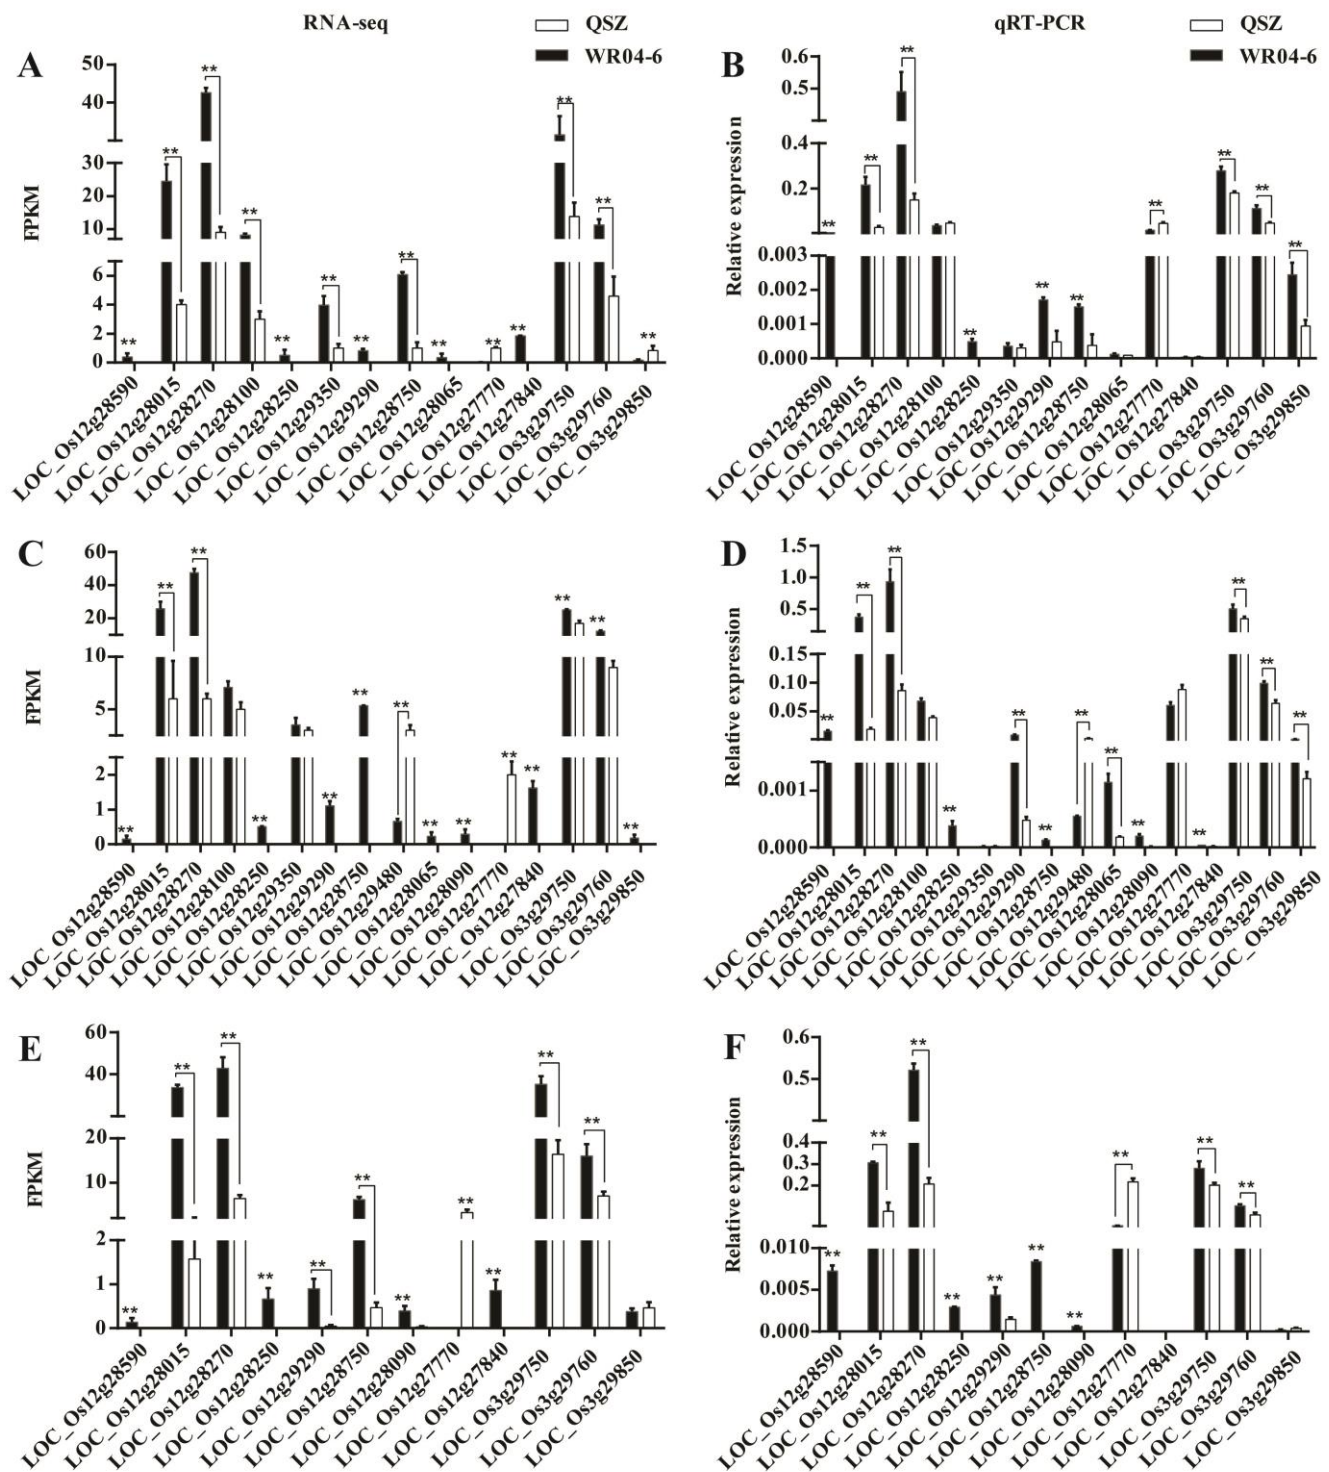 RNA-seq
QSZ
WR04-6
qRT-PCR
QSZ
WR04-6
A
FPKM
50
40
30
20
10
6
4
2
0
** ** ** ** ** ** ** ** ** ** ** ** ** **
LOC_Os12g28590
LOC_Os12g28015
LOC_Os12g28270
LOC_Os12g28100
LOC_Os12g28250
LOC_Os12g29350
LOC_Os12g29290
LOC_Os12g28750
LOC_Os12g28065
LOC_Os12g27770
LOC_Os12g27840
LOC_Os3g29750
LOC_Os3g29760
LOC_Os3g29850
B
Relative expression
0.6
0.5
0.4
0.2
0.003
0.002
0.001
0.000
** ** ** ** ** ** ** ** ** **
LOC_Os12g28590
LOC_Os12g28015
LOC_Os12g28270
LOC_Os12g28100
LOC_Os12g28250
LOC_Os12g29350
LOC_Os12g29290
LOC_Os12g28750
LOC_Os12g28065
LOC_Os12g27770
LOC_Os12g27840
LOC_Os3g29750
LOC_Os3g29760
LOC_Os3g29850
C
FPKM
60
40
20
10
5
2
1
0
** ** ** ** ** ** ** ** ** ** ** ** ** **
LOC_Os12g28590
LOC_Os12g28015
LOC_Os12g28270
LOC_Os12g28100
LOC_Os12g28250
LOC_Os12g29350
LOC_Os12g29290
LOC_Os12g28750
LOC_Os12g29480
LOC_Os12g28065
LOC_Os12g28090
LOC_Os12g27770
LOC_Os12g27840
LOC_Os3g29750
LOC_Os3g29760
LOC_Os3g29850
D
Relative expression
1.5
1.0
0.5
0.15
0.10
0.05
0.001
0.000
** ** ** ** ** ** ** ** ** ** ** ** **
LOC_Os12g28590
LOC_Os12g28015
LOC_Os12g28270
LOC_Os12g28100
LOC_Os12g28250
LOC_Os12g29350
LOC_Os12g29290
LOC_Os12g28750
LOC_Os12g29480
LOC_Os12g28065
LOC_Os12g28090
LOC_Os12g27770
LOC_Os12g27840
LOC_Os3g29750
LOC_Os3g29760
LOC_Os3g29850
E
FPKM
60
40
20
10
2
1
0
** ** ** ** ** ** ** ** ** ** **
LOC_Os12g28590
LOC_Os12g28015
LOC_Os12g28270
LOC_Os12g28250
LOC_Os12g29290
LOC_Os12g28750
LOC_Os12g28090
LOC_Os12g27770
LOC_Os12g27840
LOC_Os3g29750
LOC_Os3g29760
LOC_Os3g29850
F
Relative expression
0.6
0.5
0.4
0.3
0.2
0.010
0.005
0.000
** ** ** ** ** ** ** ** ** **
LOC_Os12g28590
LOC_Os12g28015
LOC_Os12g28270
LOC_Os12g28250
LOC_Os12g29290
LOC_Os12g28750
LOC_Os12g28090
LOC_Os12g27770
LOC_Os12g27840
LOC_Os3g29750
LOC_Os3g29760
LOC_Os3g29850